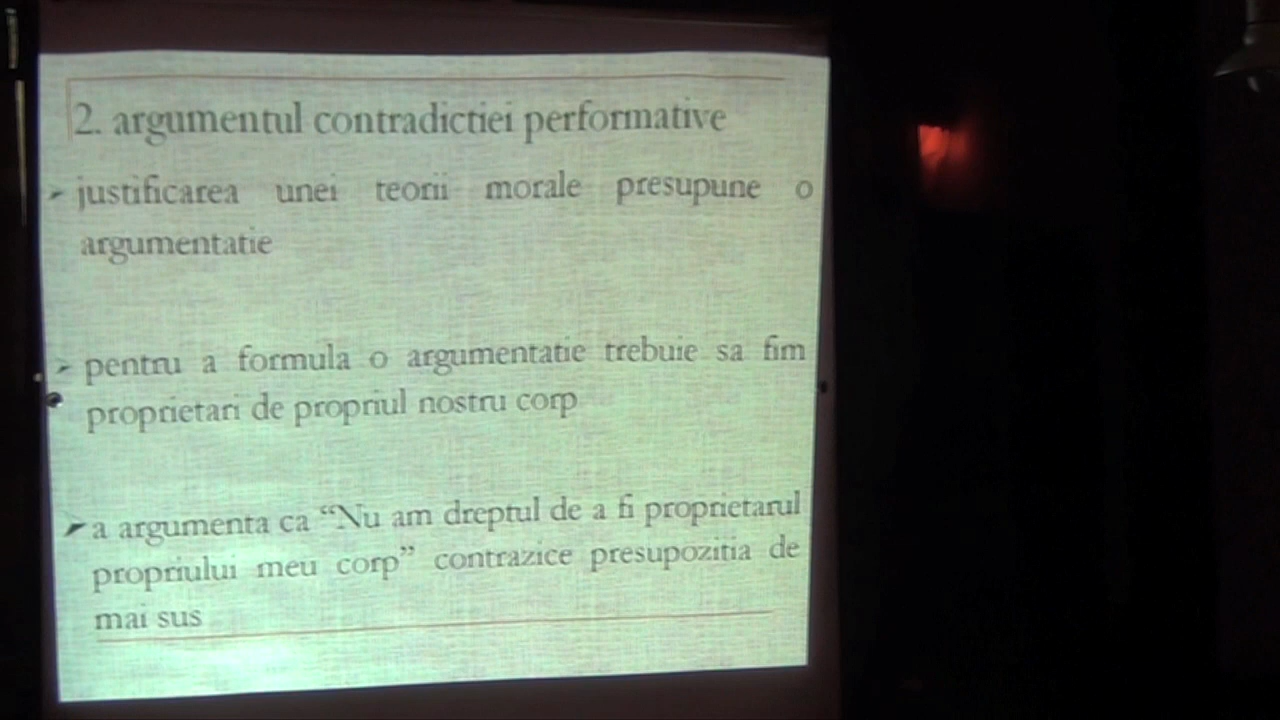 2. argumentul contradictiei performative
justificarea unei teorii morale presupune o
argumentatie
pentru a formula o argumentatie trebuie sa fim
proprietari de propriul nostru corp
a argumenta ca “Nu am dreptul de a fi proprietarul
propriului meu corp” contrazice presupozitia de
mai sus